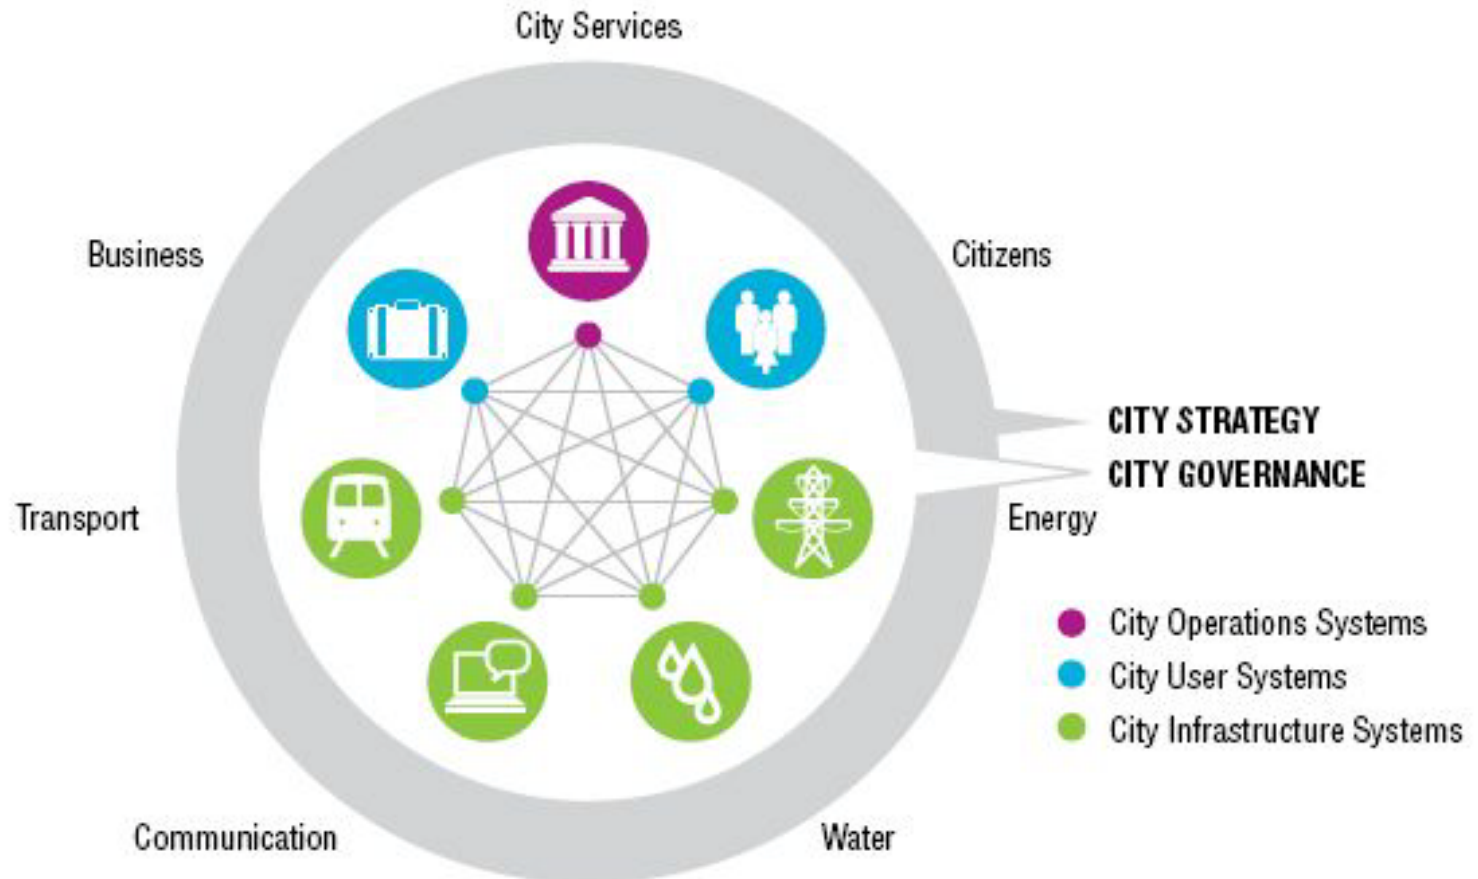 City Services
Business
Citizens
CITY STRATEGY
CITY GOVERNANCE
Transport
Energy
City Operations Systems
City User Systems
City Infrastructure Systems
Communication
Water